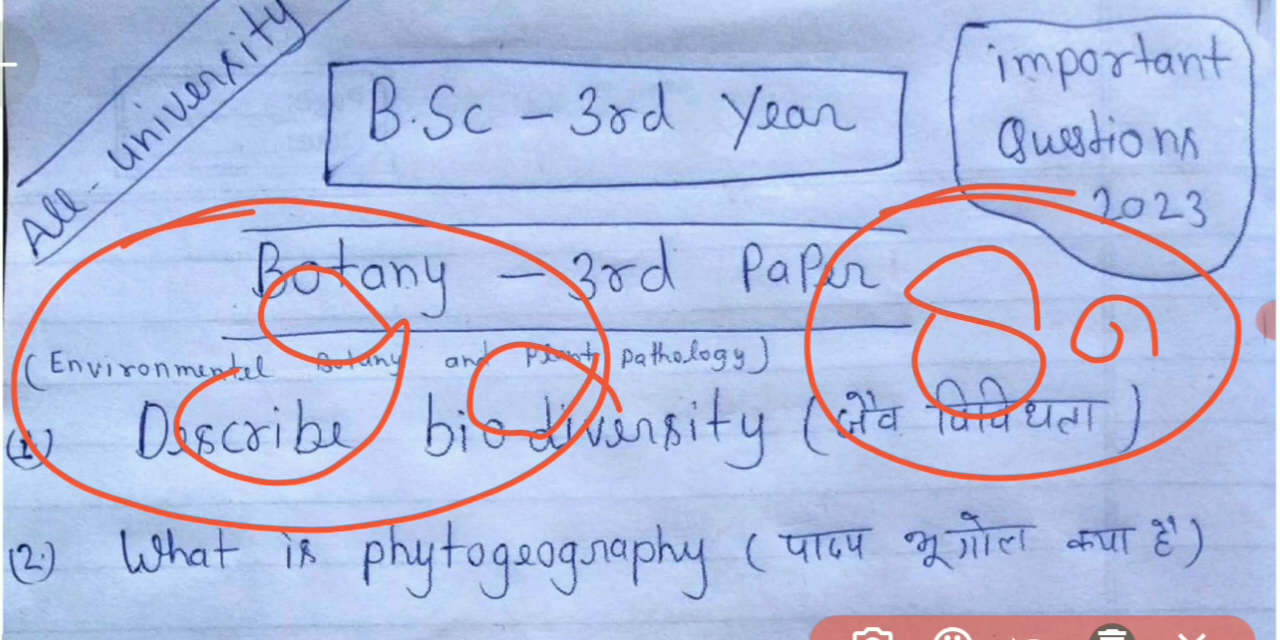 All - University
B.Sc - 3rd Year
important
Questions
2023
Botany - 3rd Paper
(Environmentel Botany and Plant pathology)
(1) Describe biodiversity (जैव विविधता)
(2.) What is phytogeography (पादप भूगोल क्या है)